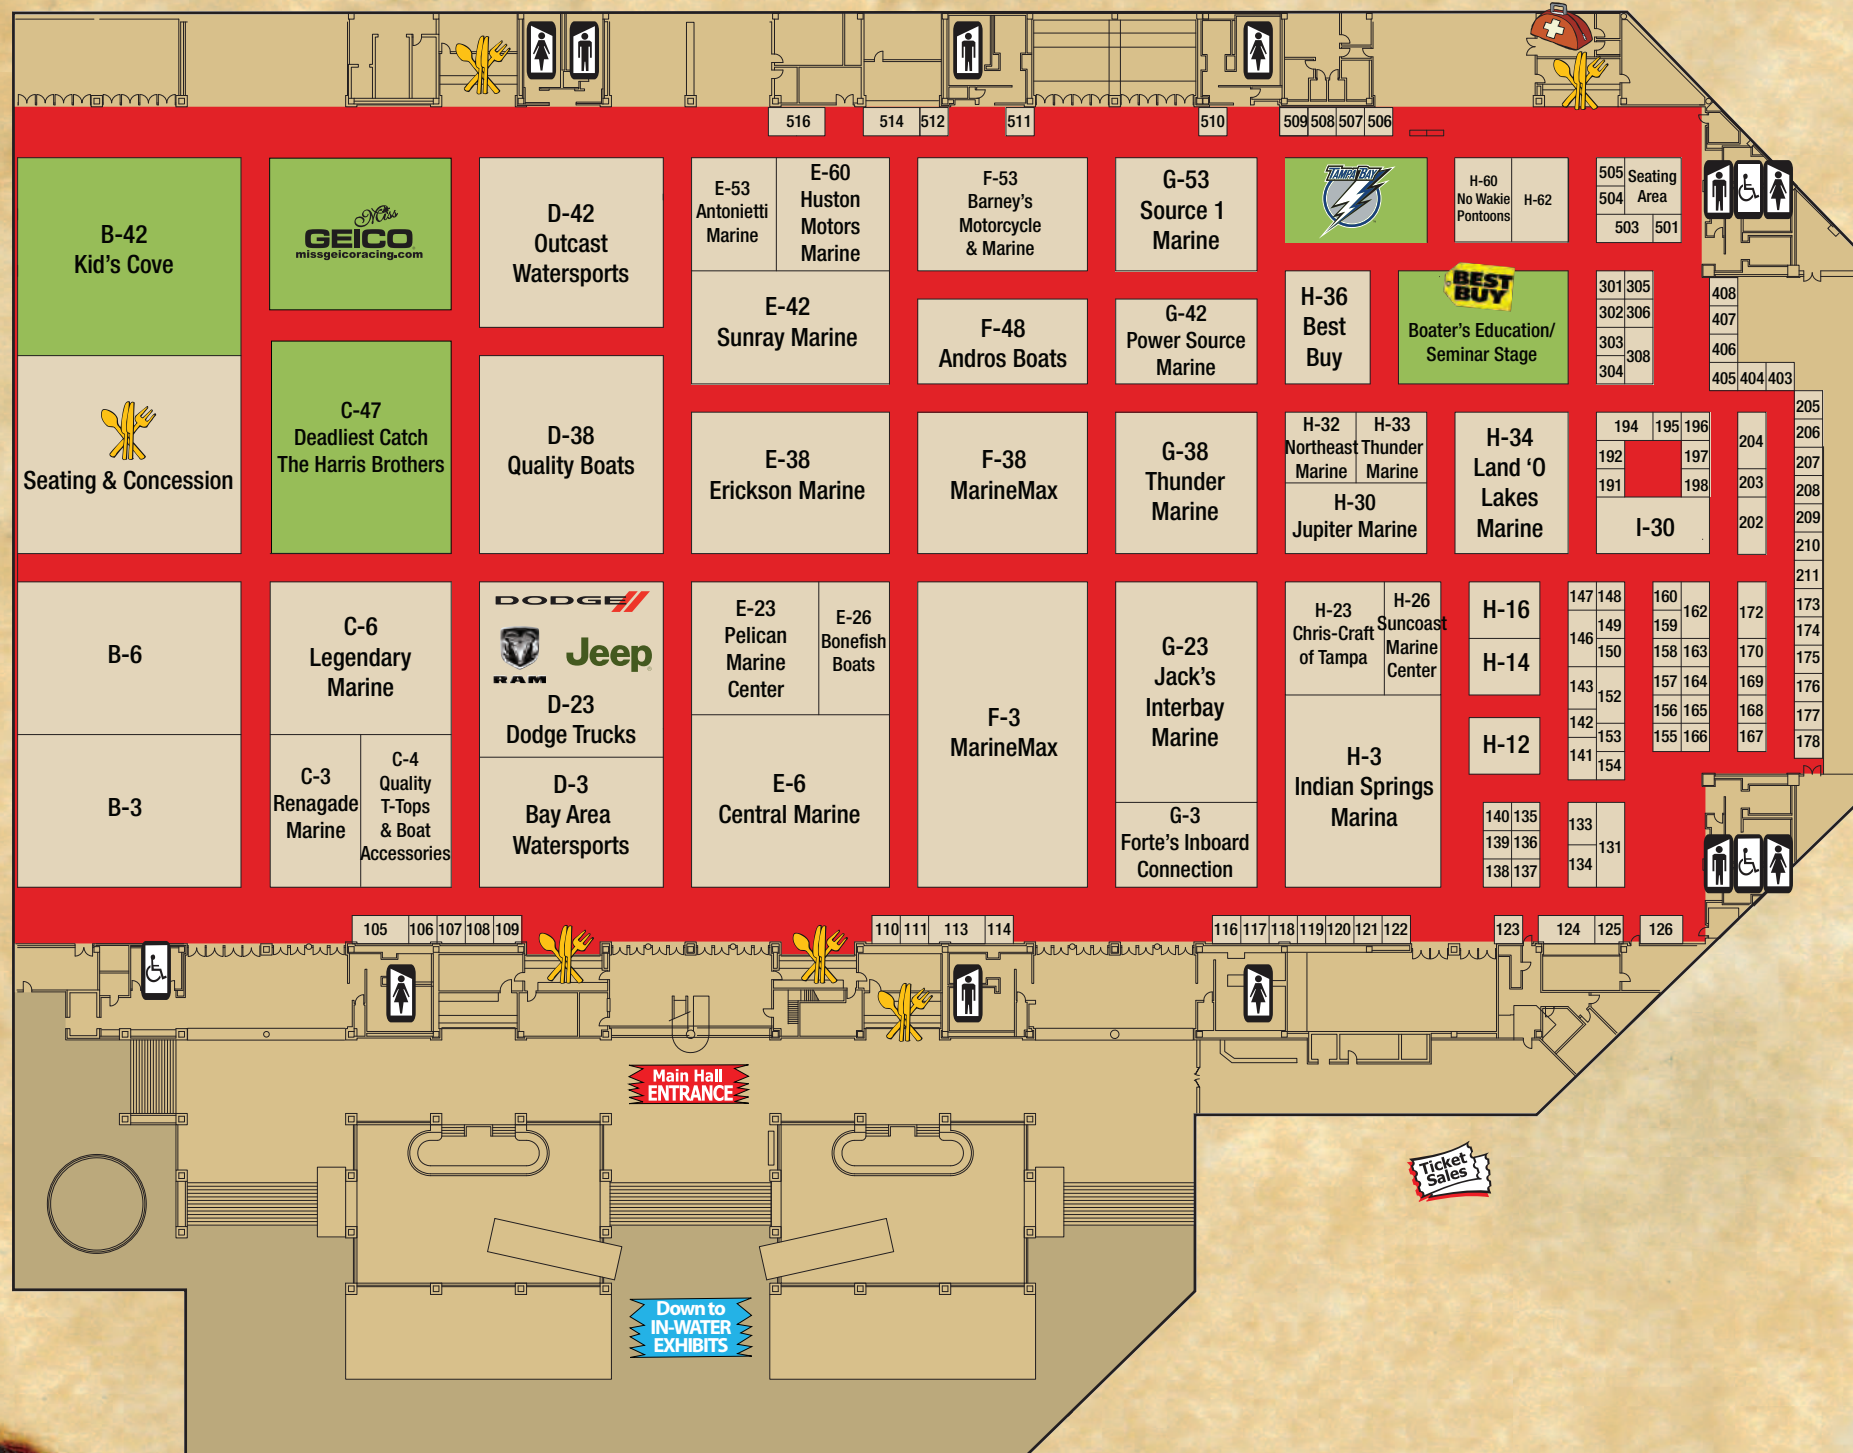 516
514
512
511
510
509
508
507
506
B-42
Kid's Cove
Miss
GEICO
missgeicoracing.com
D-42
Outcast
Watersports
E-53
Antonietti
Marine
E-60
Huston
Motors
Marine
F-53
Barney's
Motorcycle
& Marine
G-53
Source 1
Marine
TAMPA BAY
H-60
No Wakie
Pontoons
H-62
505
504
Seating
Area
503
501
E-42
Sunray Marine
F-48
Andros Boats
G-42
Power Source
Marine
H-36
Best
Buy
BEST
BUY
Boater's Education/
Seminar Stage
301
305
302
306
303
304
308
408
407
406
405
404
403
Seating & Concession
C-47
Deadliest Catch
The Harris Brothers
D-38
Quality Boats
E-38
Erickson Marine
F-38
MarineMax
G-38
Thunder
Marine
H-32
Northeast
Marine
H-33
Thunder
Marine
H-30
Jupiter Marine
H-34
Land ‘O
Lakes
Marine
194
195
196
192
197
191
198
I-30
204
203
202
205
206
207
208
209
210
211
B-6
B-3
C-6
Legendary
Marine
C-3
Renagade
Marine
C-4
Quality
T-Tops
& Boat
Accessories
DODGE
RAM
Jeep
D-23
Dodge Trucks
D-3
Bay Area
Watersports
E-23
Pelican
Marine
Center
E-26
Bonefish
Boats
E-6
Central Marine
F-3
MarineMax
G-23
Jack's
Interbay
Marine
G-3
Forte's Inboard
Connection
H-23
Chris-Craft
of Tampa
H-26
Suncoast
Marine
Center
H-3
Indian Springs
Marina
H-16
H-14
H-12
147
148
146
149
150
143
152
142
153
141
154
160
162
159
158
163
157
164
156
165
155
166
172
170
169
168
167
173
174
175
176
177
178
140
135
139
136
138
137
133
134
131
105
106
107
108
109
110
111
113
114
116
117
118
119
120
121
122
123
124
125
126
Main Hall
ENTRANCE
Ticket
Sales
Down to
IN-WATER
EXHIBITS